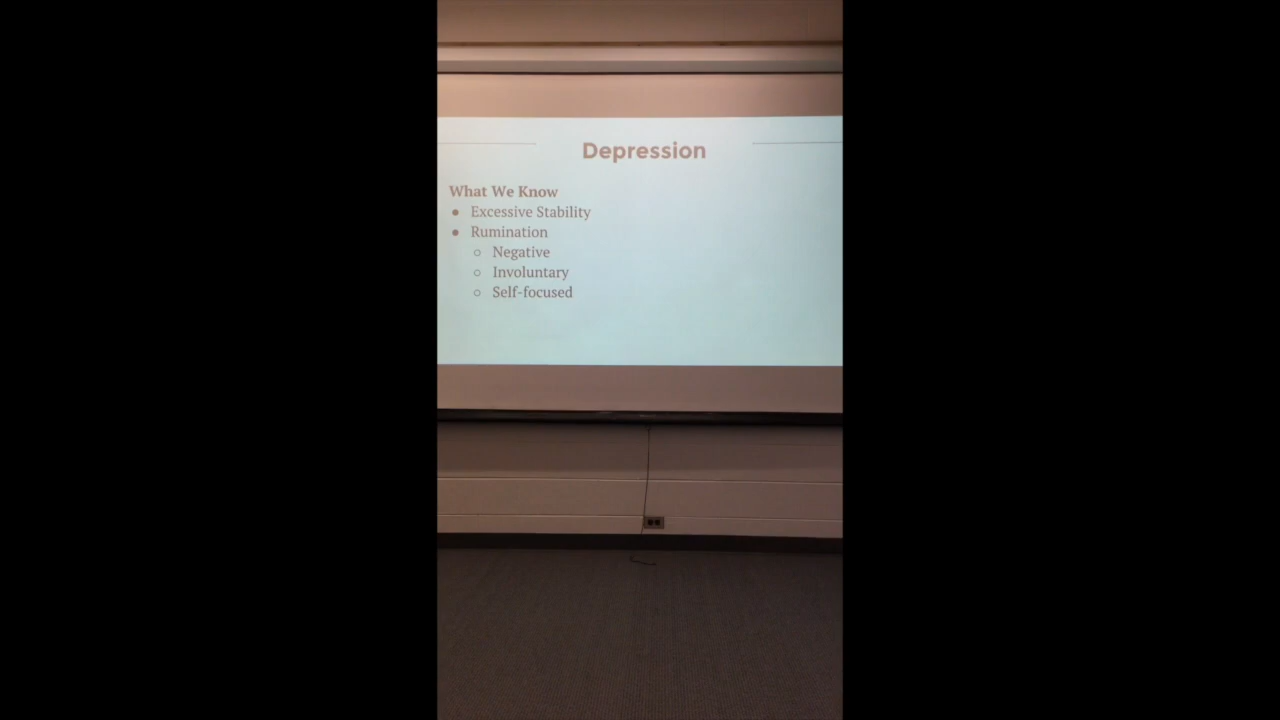 Depression
What We Know
● Excessive Stability
● Rumination
○ Negative
○ Involuntary
○ Self-focused